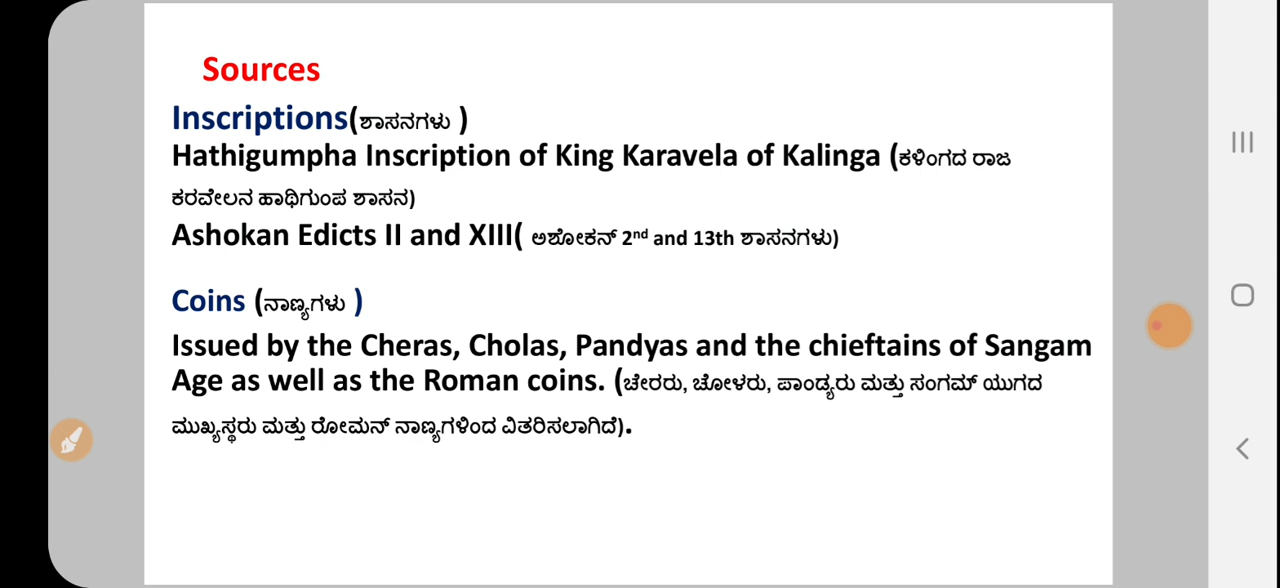 Sources
Inscriptions(ಶಾಸನಗಳು )
Hathigumpha Inscription of King Karavela of Kalinga (ಕಳಿಂಗದ ರಾಜ
ಕರವೇಲನ ಹಾಥಿಗುಂಪ ಶಾಸನ)
Ashokan Edicts II and XIII( ಅಶೋಕನ್ 2nd and 13th ಶಾಸನಗಳು)
Coins (ನಾಣ್ಯಗಳು )
Issued by the Cheras, Cholas, Pandyas and the chieftains of Sangam
Age as well as the Roman coins. (ಚೇರರು, ಚೋಳರು, ಪಾಂಡ್ಯರು ಮತ್ತು ಸಂಗಮ್ ಯುಗದ
ಮುಖ್ಯಸ್ಥರು ಮತ್ತು ರೋಮನ್ ನಾಣ್ಯಗಳಿಂದ ವಿತರಿಸಲಾಗಿದೆ).